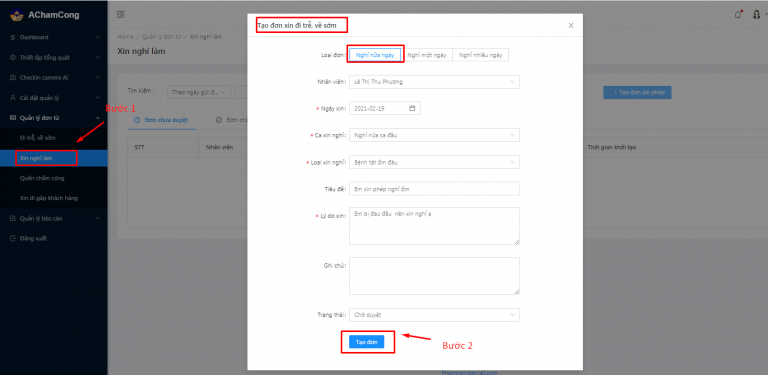 AChamCong
Dashboard
Thiết lập tổng quát
Checkin camera AI
Cài đặt quản lý
Quản lý đơn từ
Đi trễ, về sớm
Xin nghỉ làm
Quên chấm công
Xin đi gặp khách hàng
Quản lý báo cáo
Đăng xuất
Bước 1
Home / Quản lý đơn từ / Xin nghỉ làm
Xin nghỉ làm
Tìm kiếm : Theo ngày gửi đ...
Tạo đơn xin phép
Đơn chưa duyệt
STT Nhân viên Thời gian khởi tạo
Tạo đơn xin đi trễ, về sớm
Loại đơn: Nghỉ nửa ngày Nghỉ một ngày Nghỉ nhiều ngày
Nhân viên: Lê Thị Thu Phương
* Ngày xin: 2021-02-19
* Ca xin nghỉ: Nghỉ nửa ca đầu
* Loại xin nghỉ: Bệnh tật ốm đau
Tiêu đề: Em xin phép nghỉ ốm
* Lý do xin: Em bị đau đầu nên xin nghỉ ạ
Ghi chú:
Trạng thái: Chờ duyệt
Tạo đơn
Bước 2